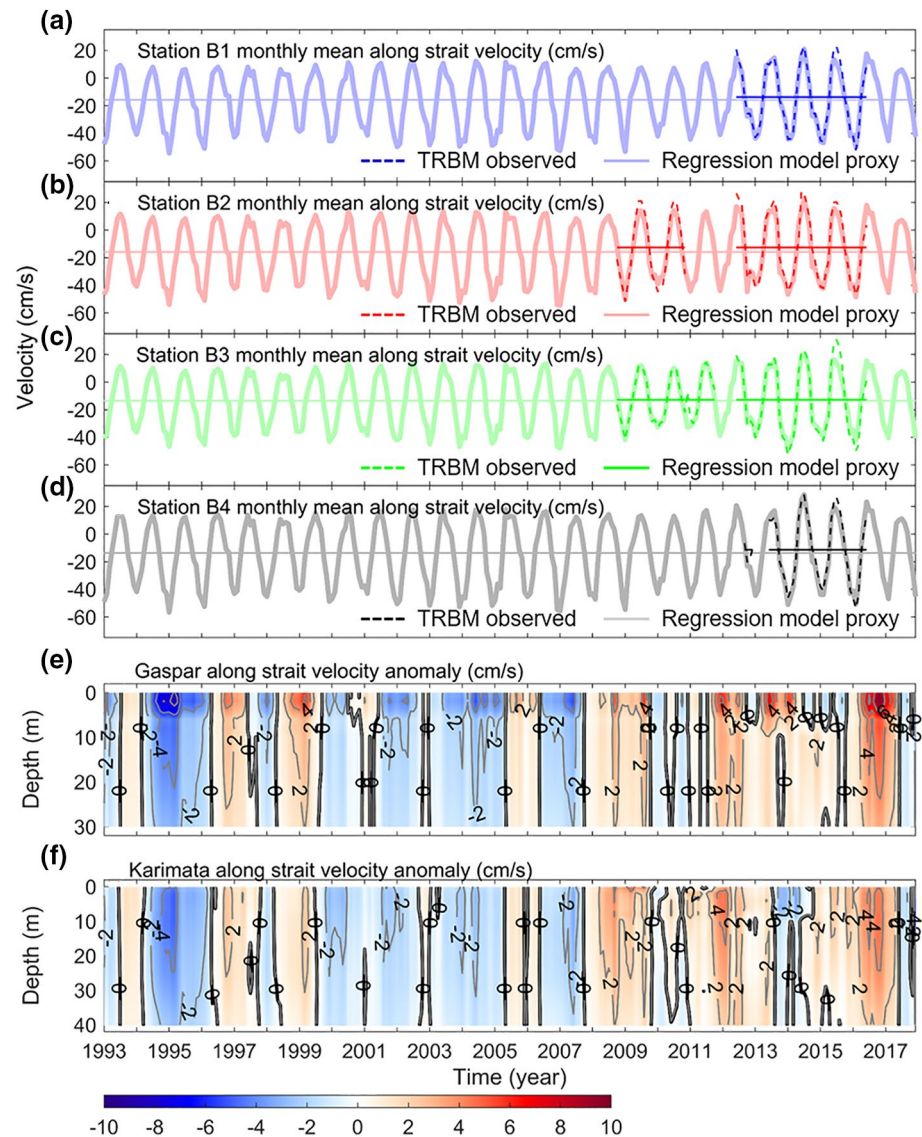 (a)
Station B1 monthly mean along strait velocity (cm/s)
20
0
-20
-40
-60
TRBM observed Regression model proxy
(b)
Station B2 monthly mean along strait velocity (cm/s)
20
0
-20
-40
-60
TRBM observed Regression model proxy
Velocity (cm/s)
(c)
Station B3 monthly mean along strait velocity (cm/s)
20
0
-20
-40
-60
TRBM observed Regression model proxy
(d)
Station B4 monthly mean along strait velocity (cm/s)
20
0
-20
-40
-60
TRBM observed Regression model proxy
(e)
Gaspar along strait velocity anomaly (cm/s)
0
10
20
30
Depth (m)
(f)
Karimata along strait velocity anomaly (cm/s)
0
10
20
30
40
Depth (m)
1993 1995 1997 1999 2001 2003 2005 2007 2009 2011 2013 2015 2017
Time (year)
-10 -8 -6 -4 -2 0 2 4 6 8 10